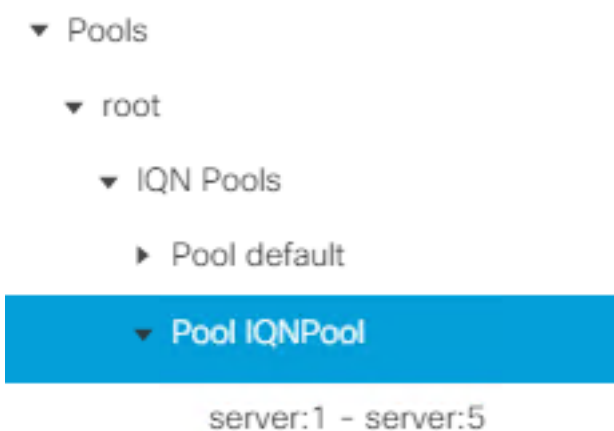 Pools
root
IQN Pools
Pool default
Pool IQNPool
server:1 - server:5